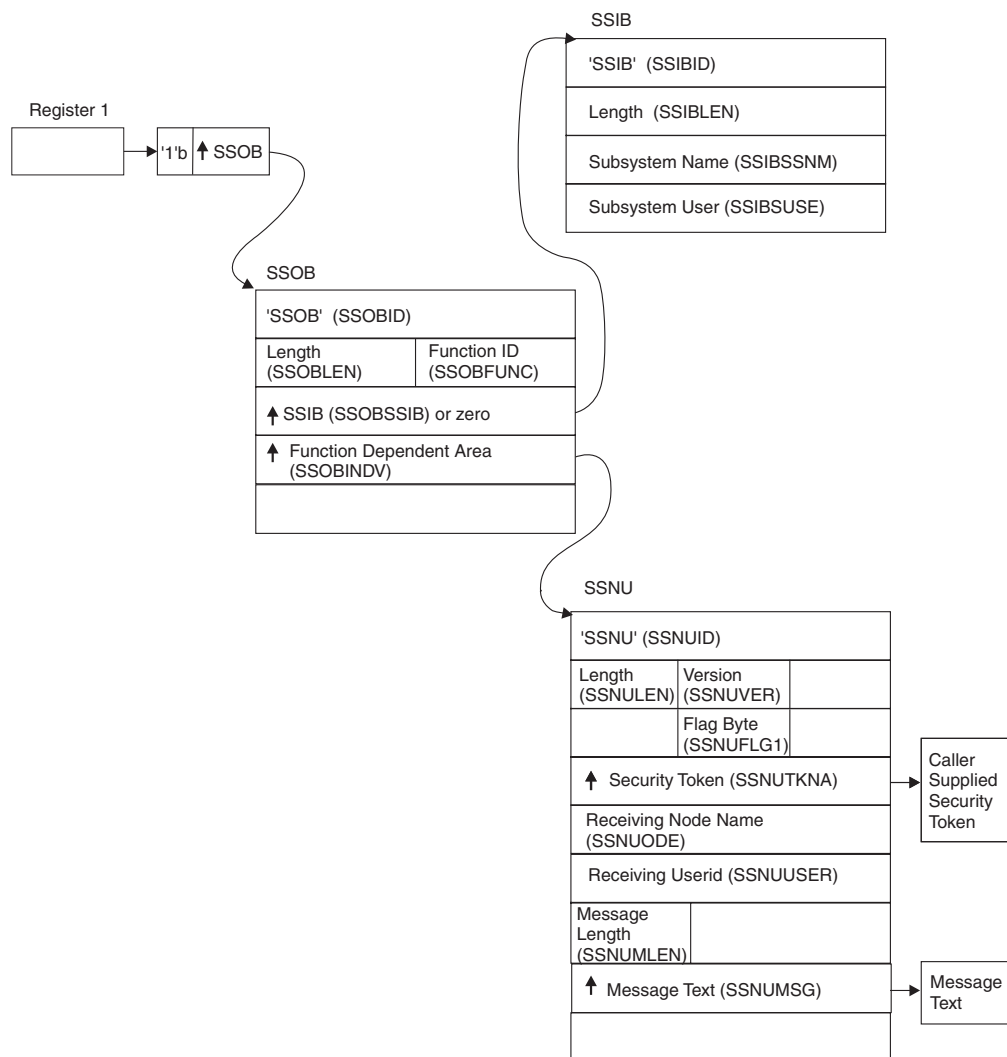 SSIB
'SSIB' (SSIBID)
Length (SSIBLEN)
Subsystem Name (SSIBSSNM)
Subsystem User (SSIBSUSE)
Register 1
'1'b
SSOB
SSOB
'SSOB' (SSOBID)
Length
(SSOBLEN)
Function ID
(SSOBFUNC)
SSIB (SSOBSSIB) or zero
Function Dependent Area
(SSOBINDV)
SSNU
'SSNU' (SSNUID)
Length
(SSNULEN)
Version
(SSNUVER)
Flag Byte
(SSNUFLG1)
Security Token (SSNUTKNA)
Caller
Supplied
Security
Token
Receiving Node Name
(SSNUODE)
Receiving Userid (SSNUUSER)
Message
Length
(SSNUMLEN)
Message Text (SSNUMSG)
Message
Text